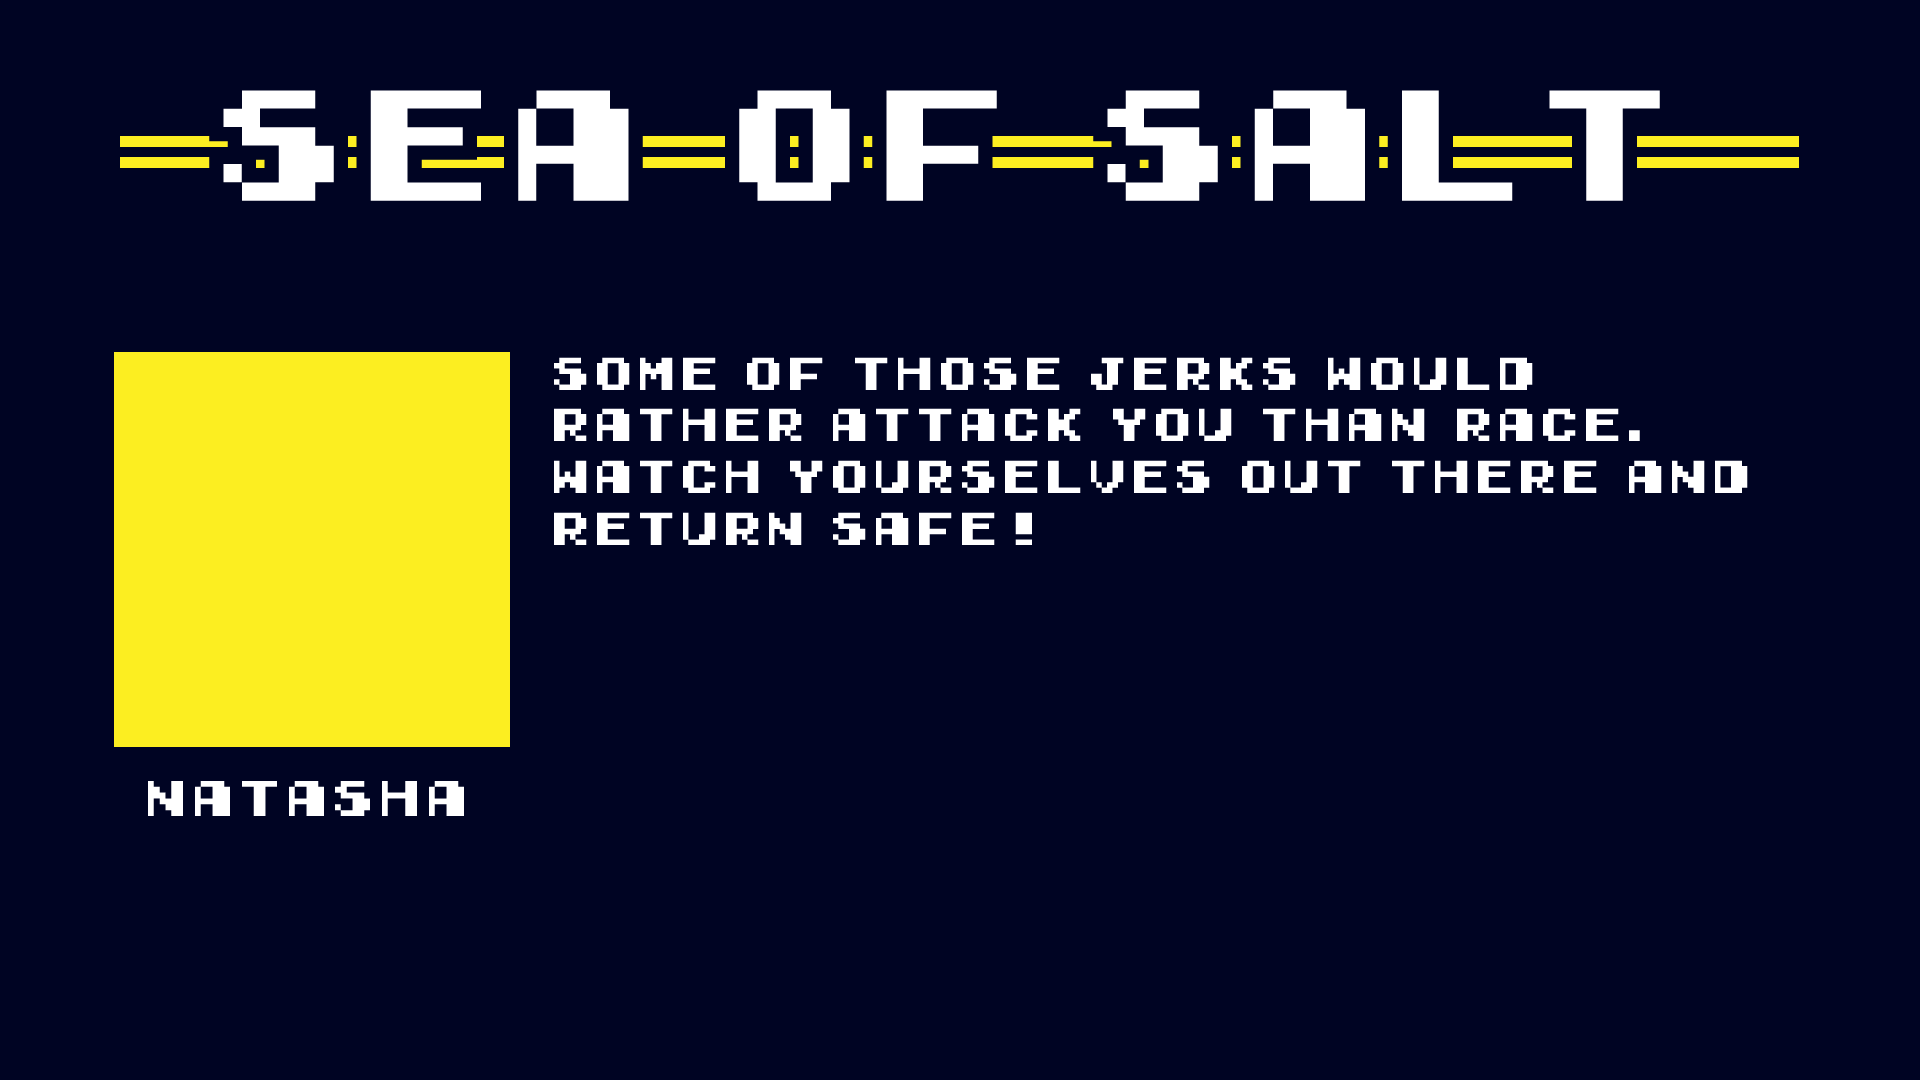 SEA OF SALT
SOME OF THOSE JERKS WOULD
RATHER ATTACK YOU THAN RACE.
WATCH YOURSELVES OUT THERE AND
RETURN SAFE!
NATASHA